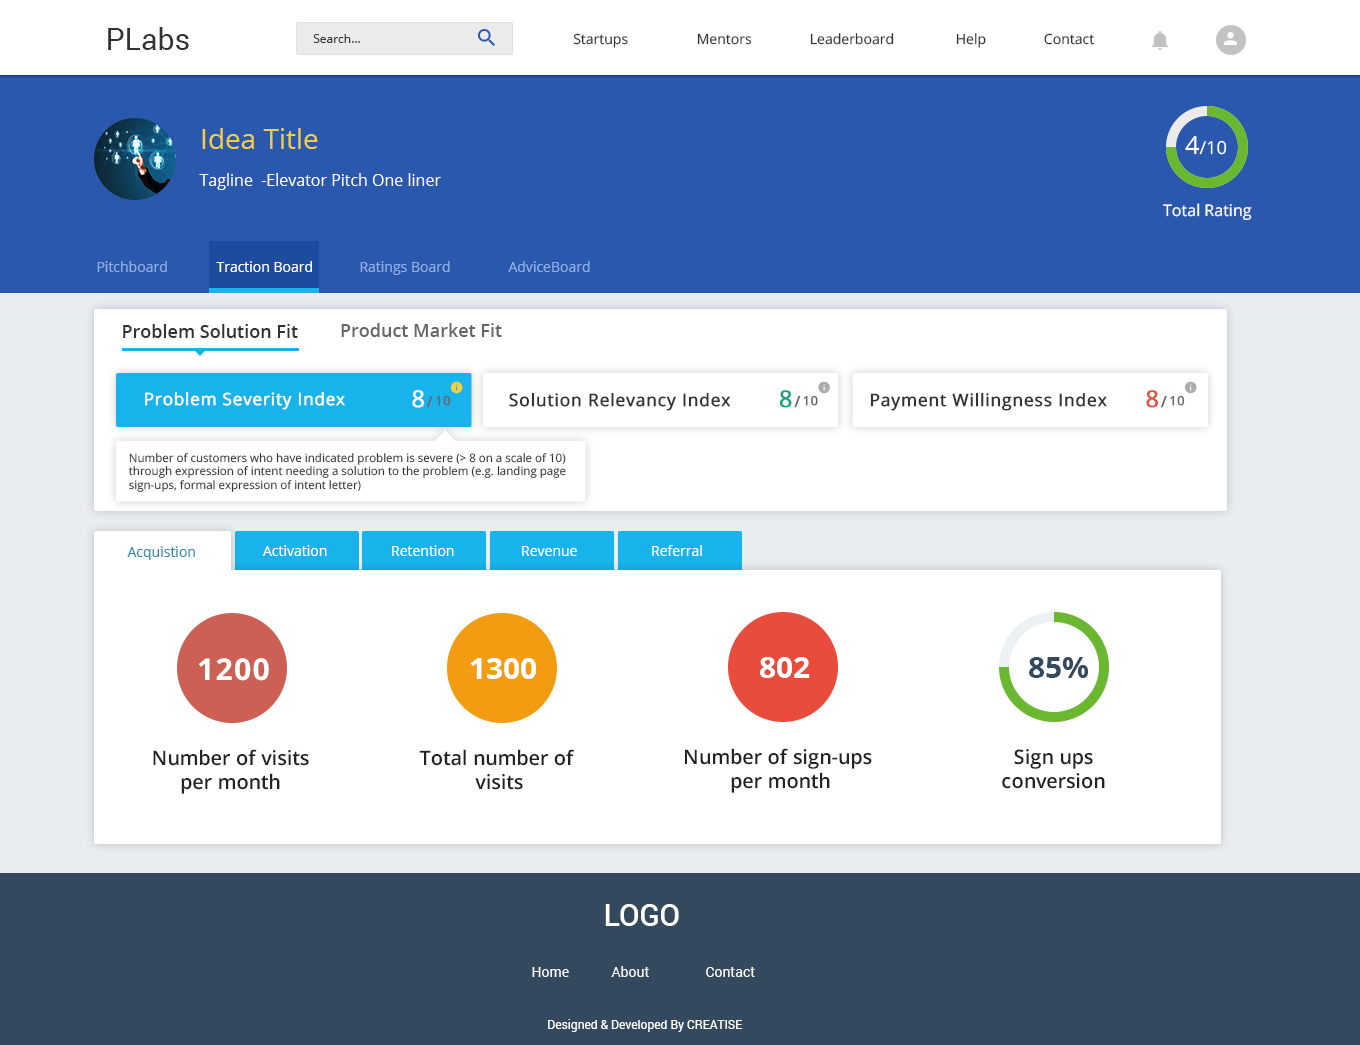 PLabs
Search...
Startups
Mentors
Leaderboard
Help
Contact
Idea Title
Tagline -Elevator Pitch One liner
4/10
Total Rating
Pitchboard
Traction Board
Ratings Board
AdviceBoard
Problem Solution Fit
Product Market Fit
Problem Severity Index 8/10 i
Solution Relevancy Index 8/10 i
Payment Willingness Index 8/10 i
Number of customers who have indicated problem is severe (> 8 on a scale of 10)
through expression of intent needing a solution to the problem (e.g. landing page
sign-ups, formal expression of intent letter)
Acquistion
Activation
Retention
Revenue
Referral
1200
Number of visits
per month
1300
Total number of
visits
802
Number of sign-ups
per month
85%
Sign ups
conversion
LOGO
Home
About
Contact
Designed & Developed By CREATISE